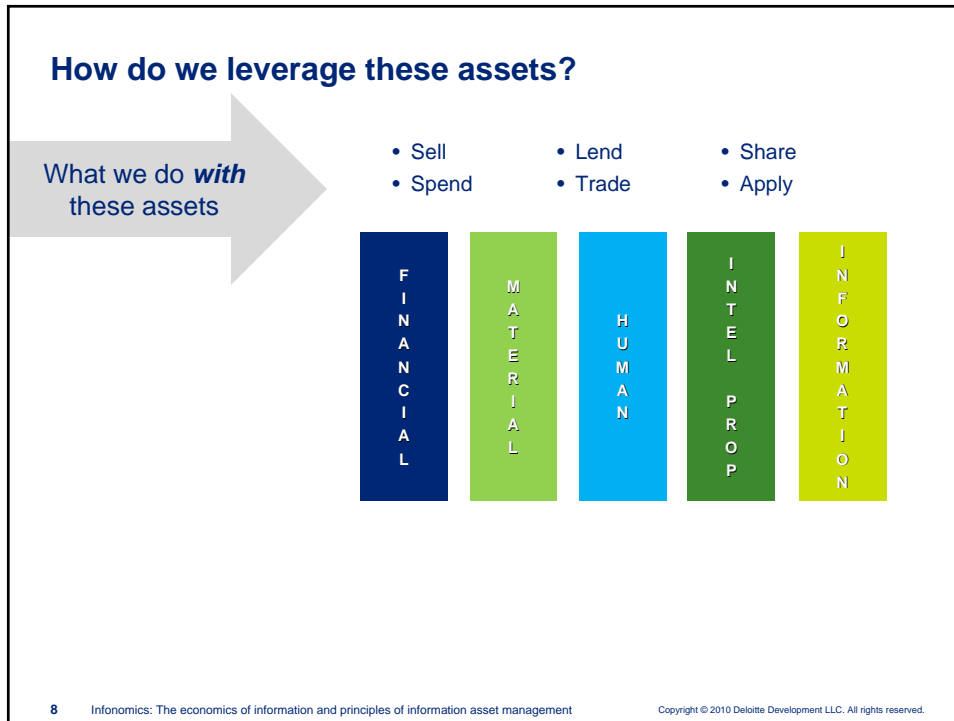 How do we leverage these assets?
What we do with
these assets
• Sell
• Spend
• Lend
• Trade
• Share
• Apply
FINANCIAL
MATERIAL
HUMAN
INTEL PROP
INFORMATION
8 Infonomics: The economics of information and principles of information asset management Copyright © 2010 Deloitte Development LLC. All rights reserved.